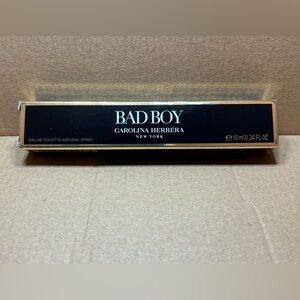 BAD BOY
CAROLINA HERRERA
NEW YORK
EAU DE TOILETTE NATURAL SPRAY
℮10 ml 0.34 FL OZ